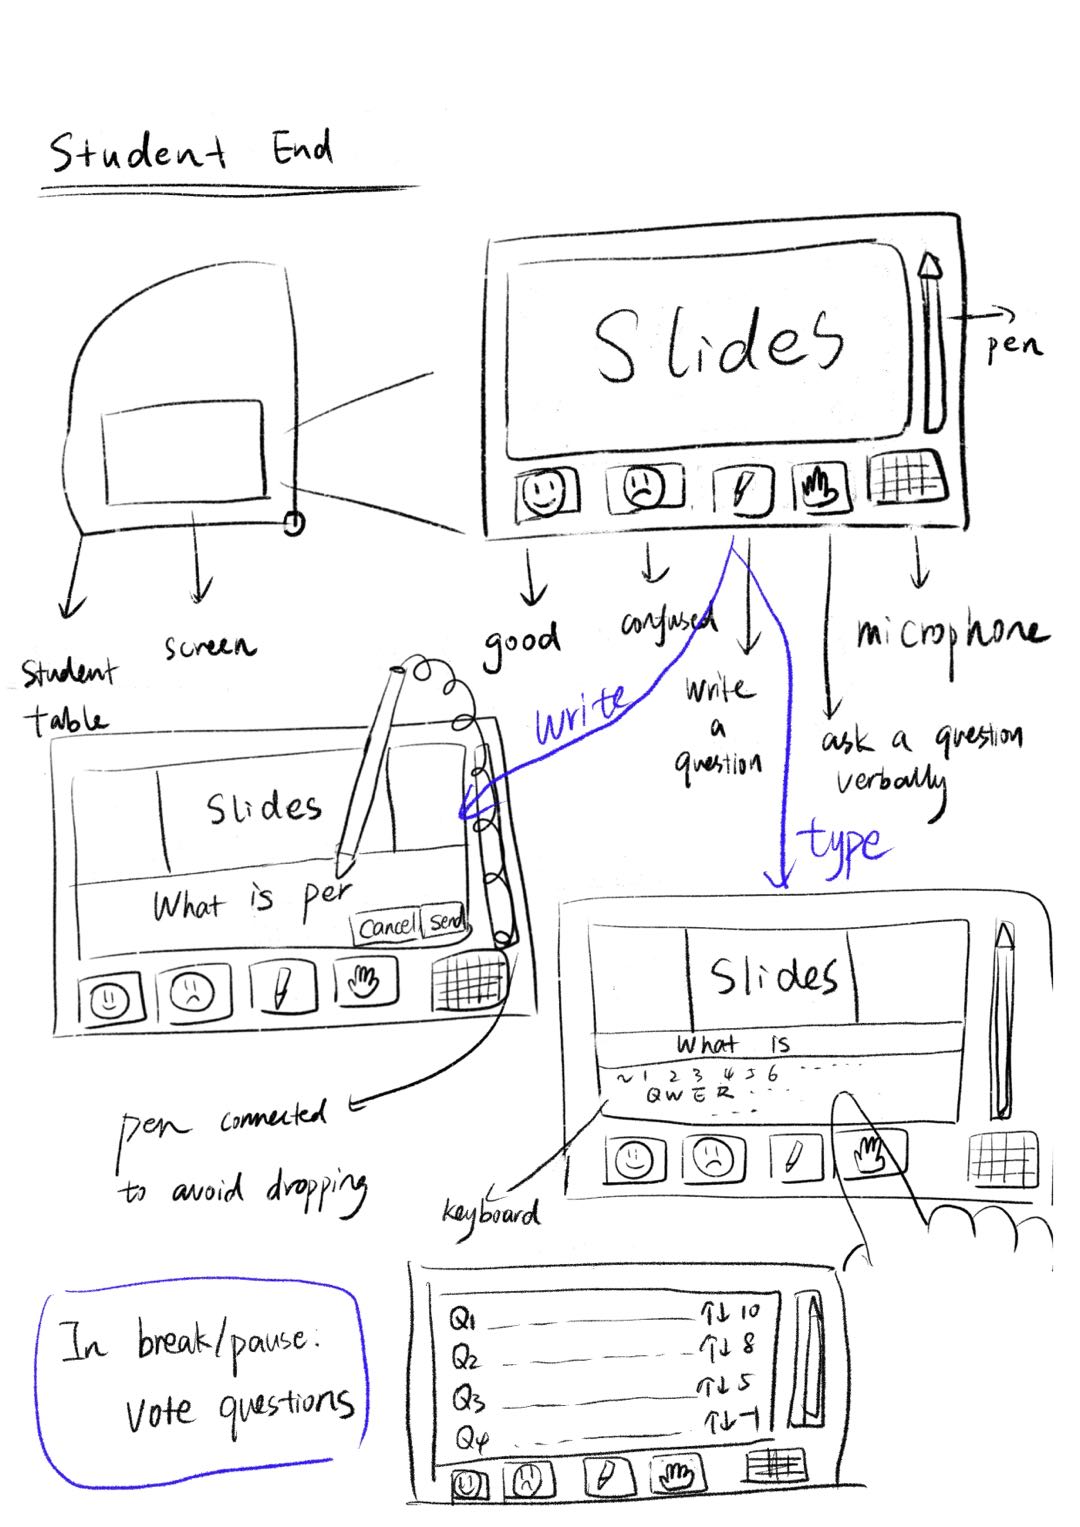 Student End
Slides
pen
good
confused
write
a
question
ask a question
verbally
microphone
screen
Student
table
write
type
Slides
What is per
Cancel
Send
pen connected
to avoid dropping
Slides
What is
~ 1 2 3 4 5 6
Q W E R
keyboard
In break/pause:
vote questions
Q1 ↑↓ 10
Q2 ↑↓ 8
Q3 ↑↓ 5
Q4 ↑↓ -1